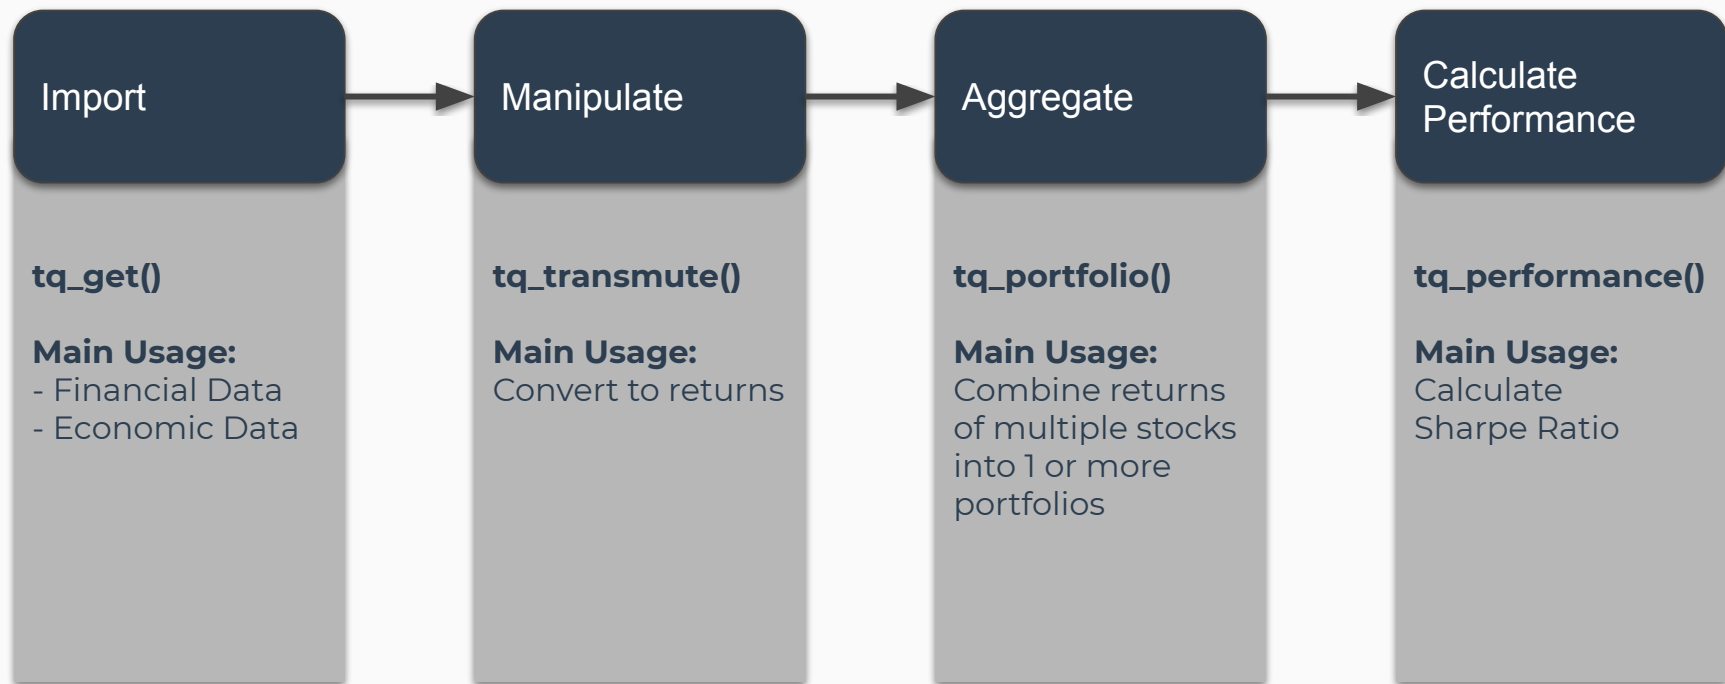 Import
Manipulate
Aggregate
Calculate
Performance
tq_get()
Main Usage:
- Financial Data
- Economic Data
tq_transmute()
Main Usage:
Convert to returns
tq_portfolio()
Main Usage:
Combine returns
of multiple stocks
into 1 or more
portfolios
tq_performance()
Main Usage:
Calculate
Sharpe Ratio